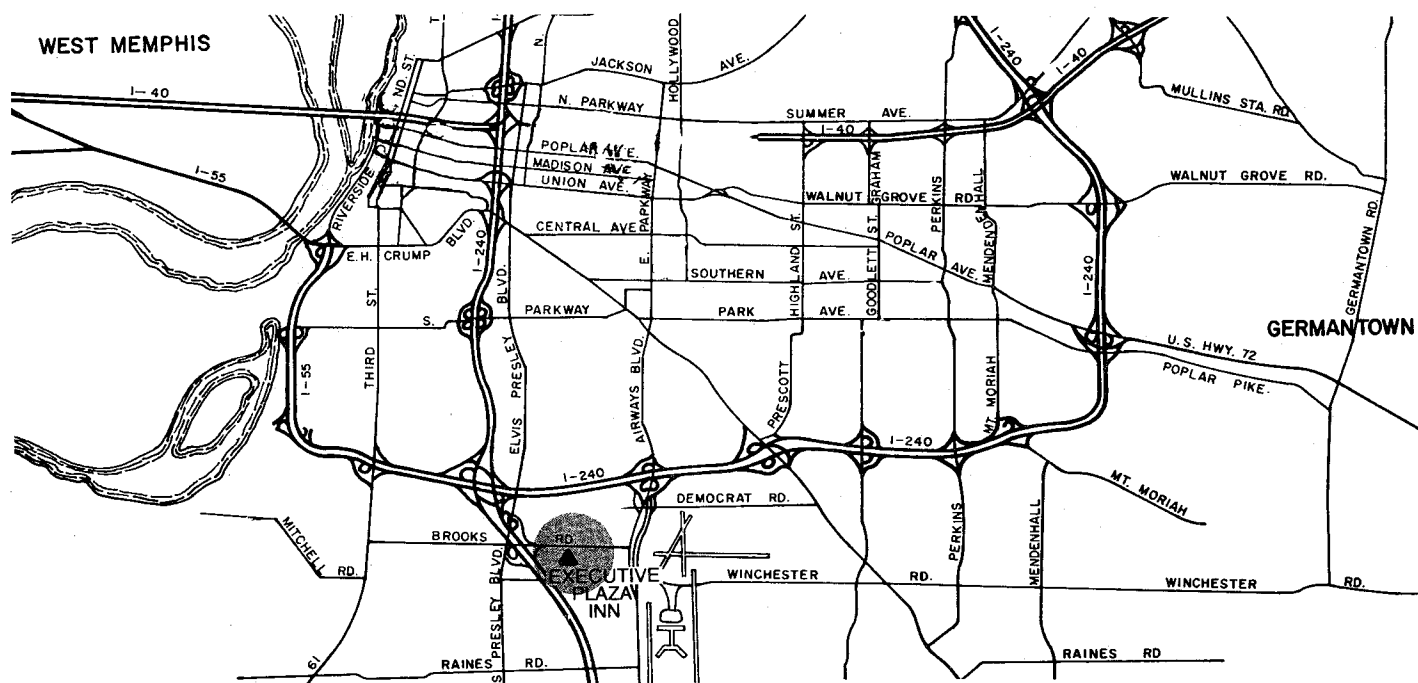 WEST MEMPHIS
I-40
I-55
RIVERSIDE
ND ST.
T.
I-
N.
JACKSON AVE.
HOLLYWOOD
N. PARKWAY
SUMMER AVE.
I-40
I-240
I-40
MULLINS STA. RD.
POPLAR AVE.
MADISON AVE
UNION AVE.
E. PARKWAY
WALNUT GROVE RD.
WALNUT GROVE RD.
GRAHAM
PERKINS
MENDENHALL
GERMANTOWN RD.
CENTRAL AVE.
E.H. CRUMP BLVD.
I-240
SOUTHERN AVE.
HIGHLAND ST.
GOODLETT ST.
POPLAR AVE.
I-240
S. PARKWAY
PARK AVE.
GERMANTOWN
U.S. HWY. 72
POPLAR PIKE.
I-55
THIRD ST.
ELVIS PRESLEY BLVD.
AIRWAYS BLVD.
PRESCOTT
MT. MORIAH
I-240
I-240
MT. MORIAH
DEMOCRAT RD.
MITCHELL RD.
BROOKS RD.
EXECUTIVE
PLAZA
INN
S PRESLEY BLVD.
PERKINS
MENDENHALL
WINCHESTER RD.
WINCHESTER RD.
61
RAINES RD.
RAINES RD